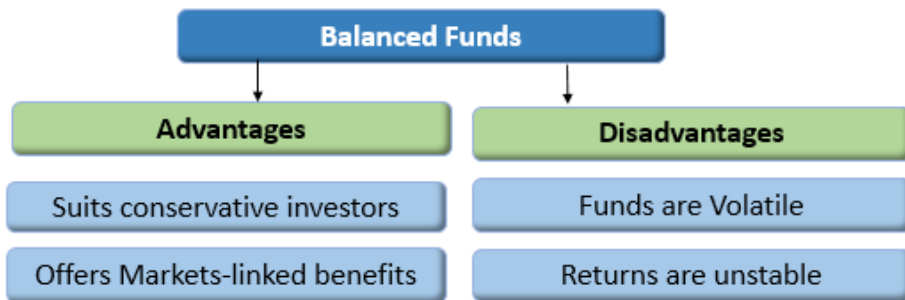 Balanced Funds
Advantages
Disadvantages
Suits conservative investors
Funds are Volatile
Offers Markets-linked benefits
Returns are unstable